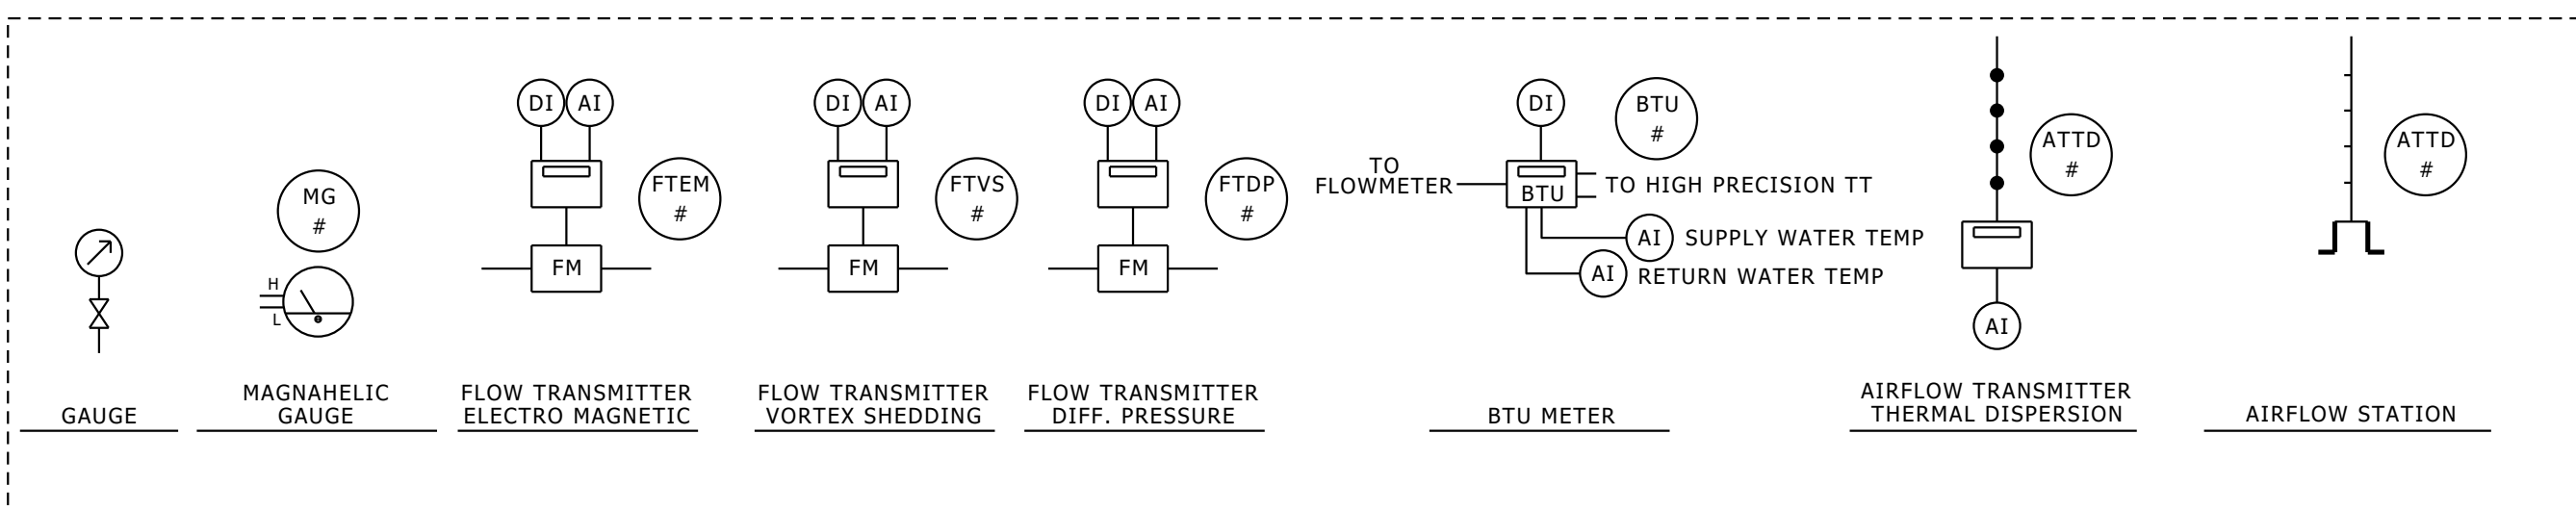 GAUGE
MG
#
H
L
MAGNAHELIC
GAUGE
DI AI
FTEM
#
FM
FLOW TRANSMITTER
ELECTRO MAGNETIC
DI AI
FTVS
#
FM
FLOW TRANSMITTER
VORTEX SHEDDING
DI AI
FTDP
#
FM
FLOW TRANSMITTER
DIFF. PRESSURE
DI
BTU
#
TO
FLOWMETER
BTU
TO HIGH PRECISION TT
AI SUPPLY WATER TEMP
AI RETURN WATER TEMP
BTU METER
ATTD
#
AI
AIRFLOW TRANSMITTER
THERMAL DISPERSION
ATTD
#
AIRFLOW STATION